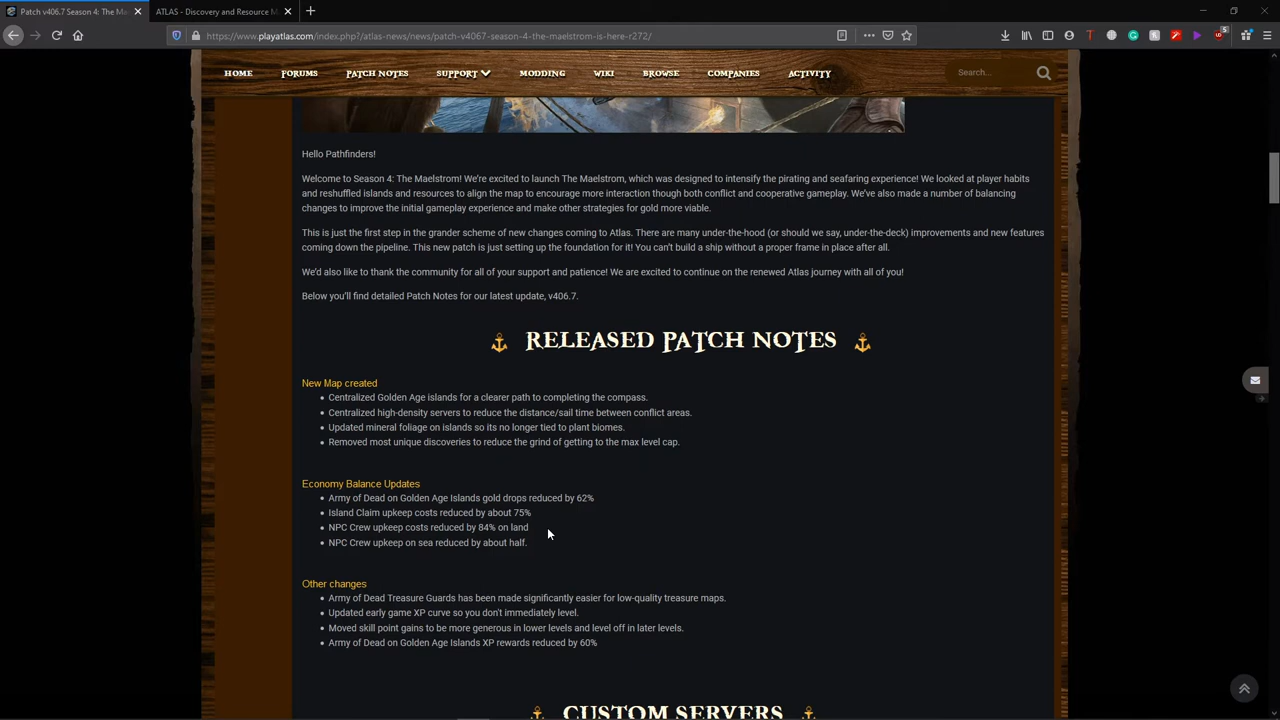 Patch v406.7 Season 4: The Mae
ATLAS - Discovery and Resource M
https://www.playatlas.com/index.php?/atlas-news/news/patch-v4067-season-4-the-maelstrom-is-here-r272/
HOME FORUMS PATCH NOTES SUPPORT MODDING WIKI BROWSE COMPANIES ACTIVITY Search...
Hello Pathfinders!
Welcome to Season 4: The Maelstrom! We're excited to launch The Maelstrom, which was designed to intensify the pirating and seafaring experience! We looked at player habits
and reshuffled islands and resources to align the map to encourage more interaction though both conflict and cooperative gameplay. We've also made a number of balancing
changes to improve the initial gameplay experience and make other strategies for gold more viable.
This is just the first step in the grander scheme of new changes coming to Atlas. There are many under-the-hood (or should we say, under-the-deck) improvements and new features
coming down the pipeline. This new patch is just setting up the foundation for it! You can't build a ship without a proper frame in place after all.
We'd also like to thank the community for all of your support and patience! We are excited to continue on the renewed Atlas journey with all of you!
Below you'll find detailed Patch Notes for our latest update, v406.7.
RELEASED PATCH NOTES
New Map created
Centralized Golden Age islands for a clearer path to completing the compass.
Centralized high-density servers to reduce the distance/sail time between conflict areas.
Updated mineral foliage on islands so its no longer tied to plant biomes.
Removed most unique discoveries to reduce the grind of getting to the max level cap.
Economy Balance Updates
Army of Dead on Golden Age Islands gold drops reduced by 62%
Island Claim upkeep costs reduced by about 75%
NPC Crew upkeep costs reduced by 84% on land
NPC Crew upkeep on sea reduced by about half.
Other changes
Army of Dead Treasure Guards has been made significantly easier for low-quality treasure maps.
Updated early game XP curve so you don't immediately level.
Moved skill point gains to be more generous in lower levels and level off in later levels.
Army of Dead on Golden Age Islands XP rewards reduced by 60%
CUSTOM SERVERS